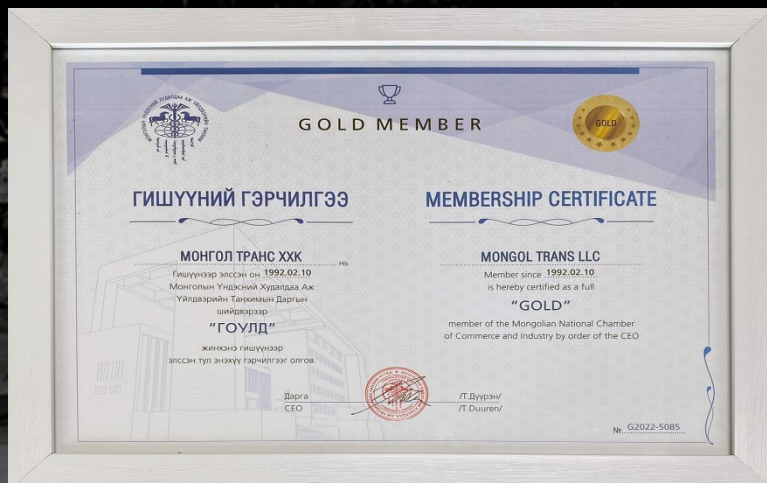 GOLD MEMBER
GOLD
ГИШҮҮНИЙ ГЭРЧИЛГЭЭ
МОНГОЛ ТРАНС ХХК нь
Гишүүнээр элссэн он 1992.02.10
Монголын Үндэсний Худалдаа Аж
Үйлдвэрийн Танхимын Даргын
шийдвэрээр
"ГОУЛД"
жинхэнэ гишүүнээр
элссэн тул энэхүү гэрчилгээг олгов.
MEMBERSHIP CERTIFICATE
MONGOL TRANS LLC
Member since 1992.02.10
is hereby certified as a full
"GOLD"
member of the Mongolian National Chamber
of Commerce and Industry by order of the CEO
Дарга /Т.Дүүрэн/
CEO /T.Duuren/
№ G2022-5085